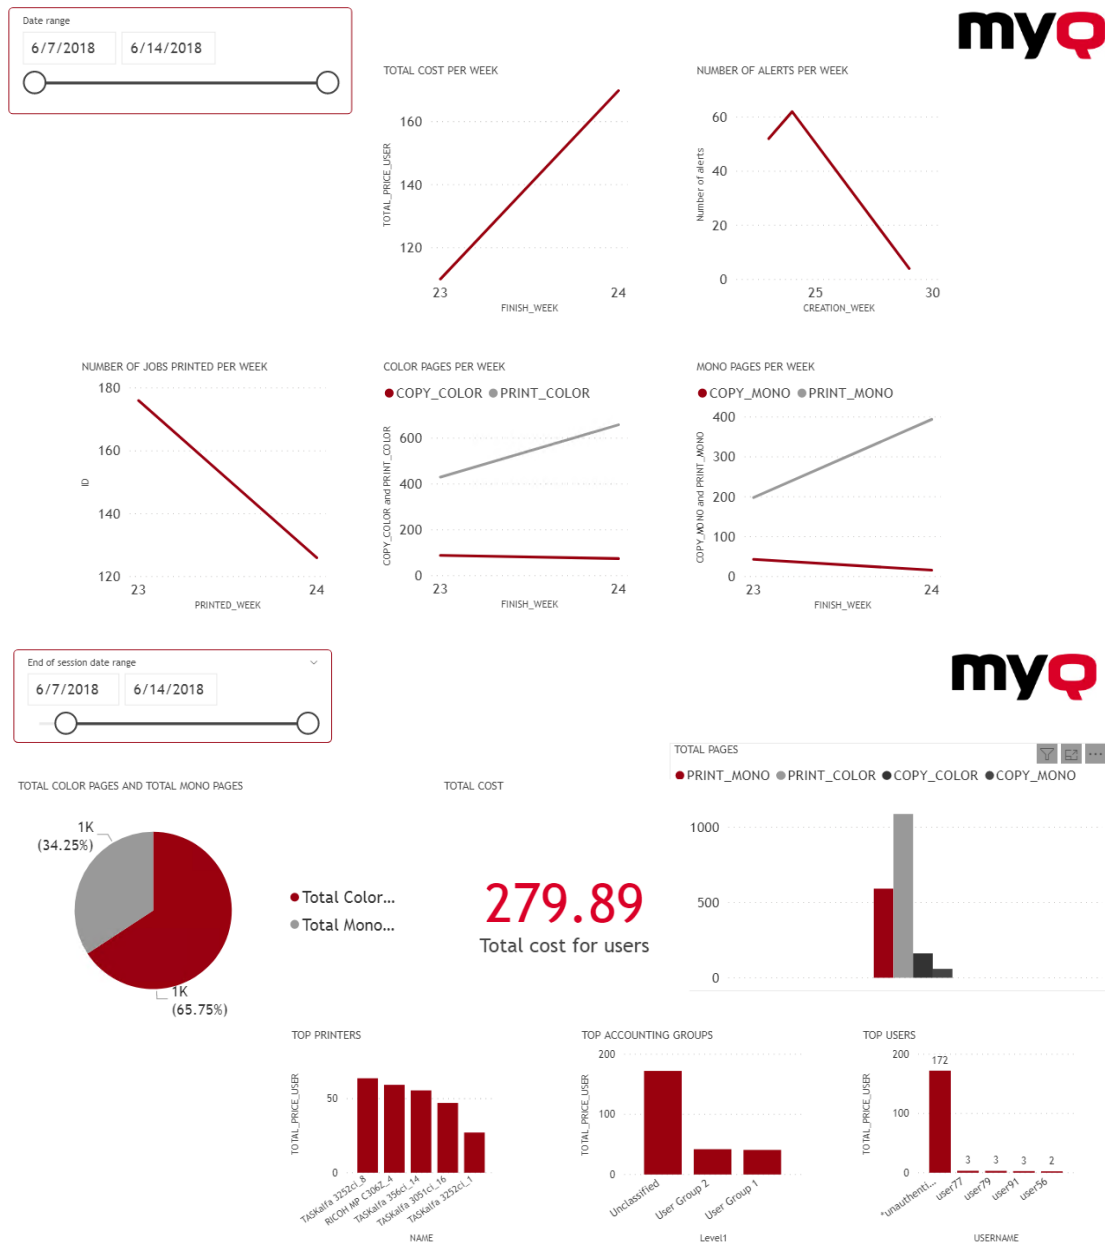 Date range
6/7/2018 6/14/2018
myQ
TOTAL COST PER WEEK
TOTAL_PRICE_USER
160
140
120
23 24
FINISH_WEEK
NUMBER OF ALERTS PER WEEK
Number of alerts
60
40
20
0
25 30
CREATION_WEEK
NUMBER OF JOBS PRINTED PER WEEK
ID
180
160
140
120
23 24
PRINTED_WEEK
COLOR PAGES PER WEEK
COPY_COLOR PRINT_COLOR
COPY_COLOR and PRINT_COLOR
600
400
200
0
23 24
FINISH_WEEK
MONO PAGES PER WEEK
COPY_MONO PRINT_MONO
COPY_MONO and PRINT_MONO
400
300
200
100
0
23 24
FINISH_WEEK
End of session date range
6/7/2018 6/14/2018
myQ
TOTAL COLOR PAGES AND TOTAL MONO PAGES
1K
(34.25%)
1K
(65.75%)
Total Color...
Total Mono...
TOTAL COST
279.89
Total cost for users
TOTAL PAGES
PRINT_MONO PRINT_COLOR COPY_COLOR COPY_MONO
1000
500
0
TOP PRINTERS
TOTAL_PRICE_USER
50
0
TASKalfa 3252ci_8
RICOH MP C306Z_4
TASKalfa 356ci_14
TASKalfa 3051ci_16
TASKalfa 3252ci_1
NAME
TOP ACCOUNTING GROUPS
TOTAL_PRICE_USER
200
100
0
Unclassified
User Group 2
User Group 1
Level1
TOP USERS
TOTAL_PRICE_USER
200
100
0
172
3
3
3
2
*unauthenti...
user77
user79
user91
user56
USERNAME